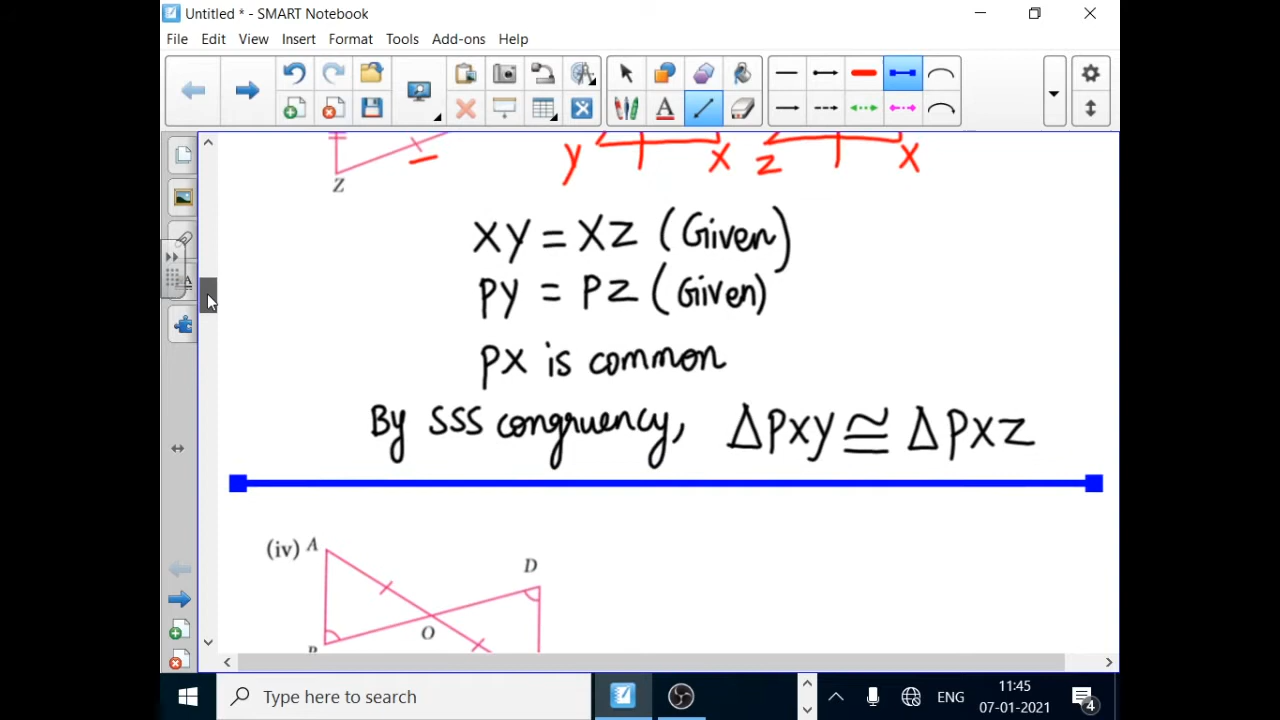 Untitled * - SMART Notebook
File Edit View Insert Format Tools Add-ons Help
Z
y x z x
XY = XZ (Given)
PY = PZ (Given)
PX is common
By SSS congruency, ΔPXY ≅ ΔPXZ
(iv) A
D
O
Type here to search
ENG
11:45
07-01-2021
4